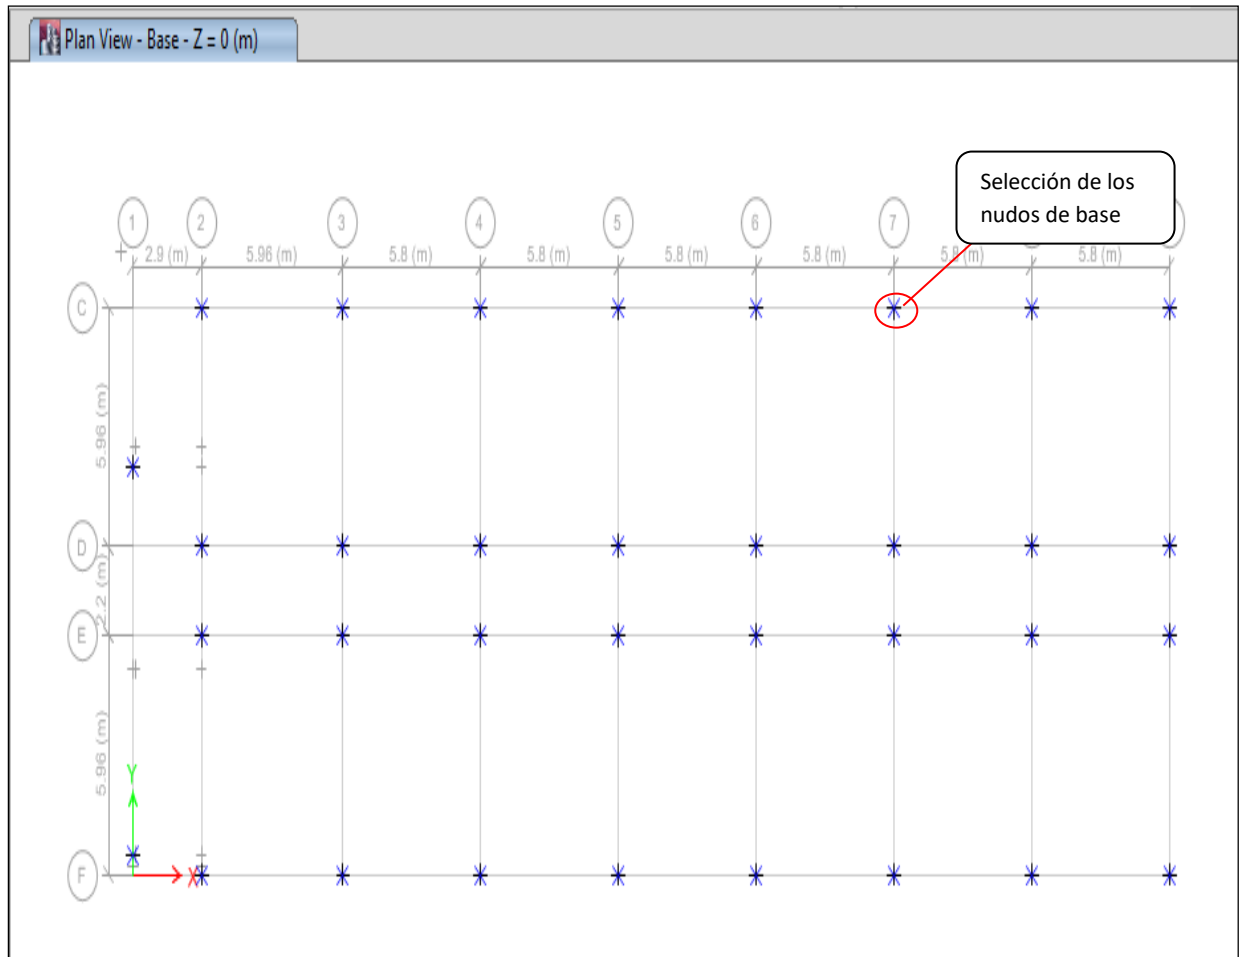 Plan View - Base - Z = 0 (m)
Selección de los
nudos de base
1 2 3 4 5 6 7
2.9 (m) 5.96 (m) 5.8 (m) 5.8 (m) 5.8 (m) 5.8 (m) 5.8 (m) 5.8 (m)
C
5.96 (m)
D
2.2 (m)
E
5.96 (m)
Y
F
X